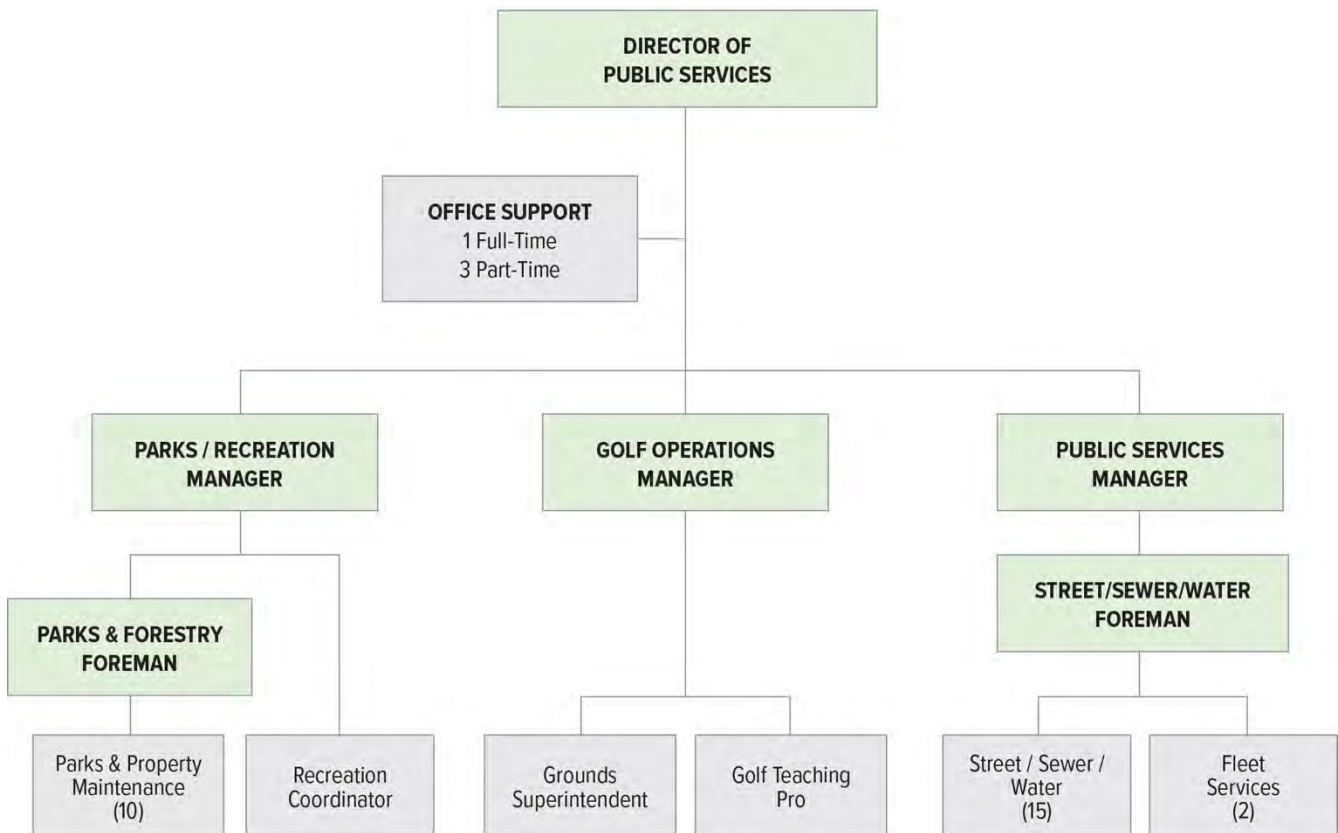 DIRECTOR OF
PUBLIC SERVICES
OFFICE SUPPORT
1 Full-Time
3 Part-Time
PARKS / RECREATION
MANAGER
GOLF OPERATIONS
MANAGER
PUBLIC SERVICES
MANAGER
PARKS & FORESTRY
FOREMAN
STREET/SEWER/WATER
FOREMAN
Parks & Property
Maintenance
(10)
Recreation
Coordinator
Grounds
Superintendent
Golf Teaching
Pro
Street / Sewer /
Water
(15)
Fleet
Services
(2)